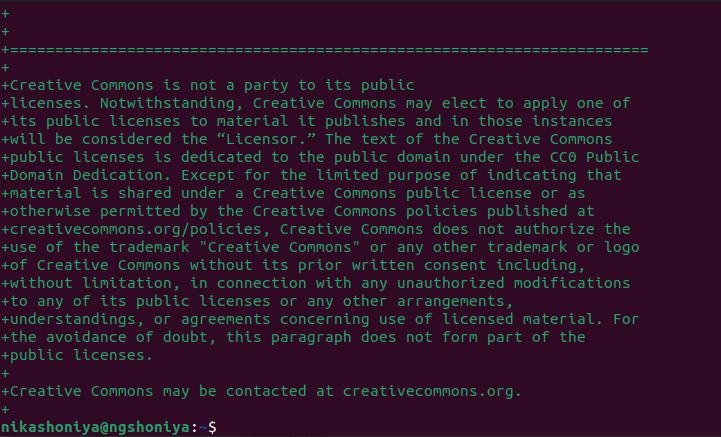 +
+
+=======================================================================
+
+Creative Commons is not a party to its public
+licenses. Notwithstanding, Creative Commons may elect to apply one of
+its public licenses to material it publishes and in those instances
+will be considered the “Licensor.” The text of the Creative Commons
+public licenses is dedicated to the public domain under the CC0 Public
+Domain Dedication. Except for the limited purpose of indicating that
+material is shared under a Creative Commons public license or as
+otherwise permitted by the Creative Commons policies published at
+creativecommons.org/policies, Creative Commons does not authorize the
+use of the trademark "Creative Commons" or any other trademark or logo
+of Creative Commons without its prior written consent including,
+without limitation, in connection with any unauthorized modifications
+to any of its public licenses or any other arrangements,
+understandings, or agreements concerning use of licensed material. For
+the avoidance of doubt, this paragraph does not form part of the
+public licenses.
+
+Creative Commons may be contacted at creativecommons.org.
+
nikashoniya@ngshoniya:~$